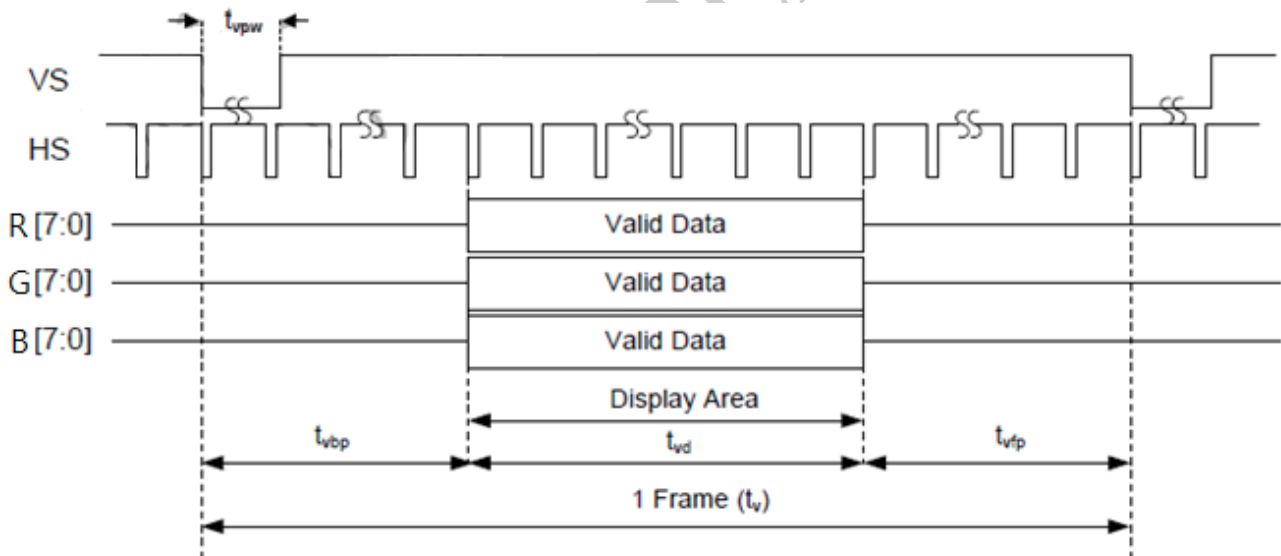 tvpw
VS
HS
R[7:0] Valid Data
G[7:0] Valid Data
B[7:0] Valid Data
Display Area
tvbp tvd tvfp
1 Frame (tv)